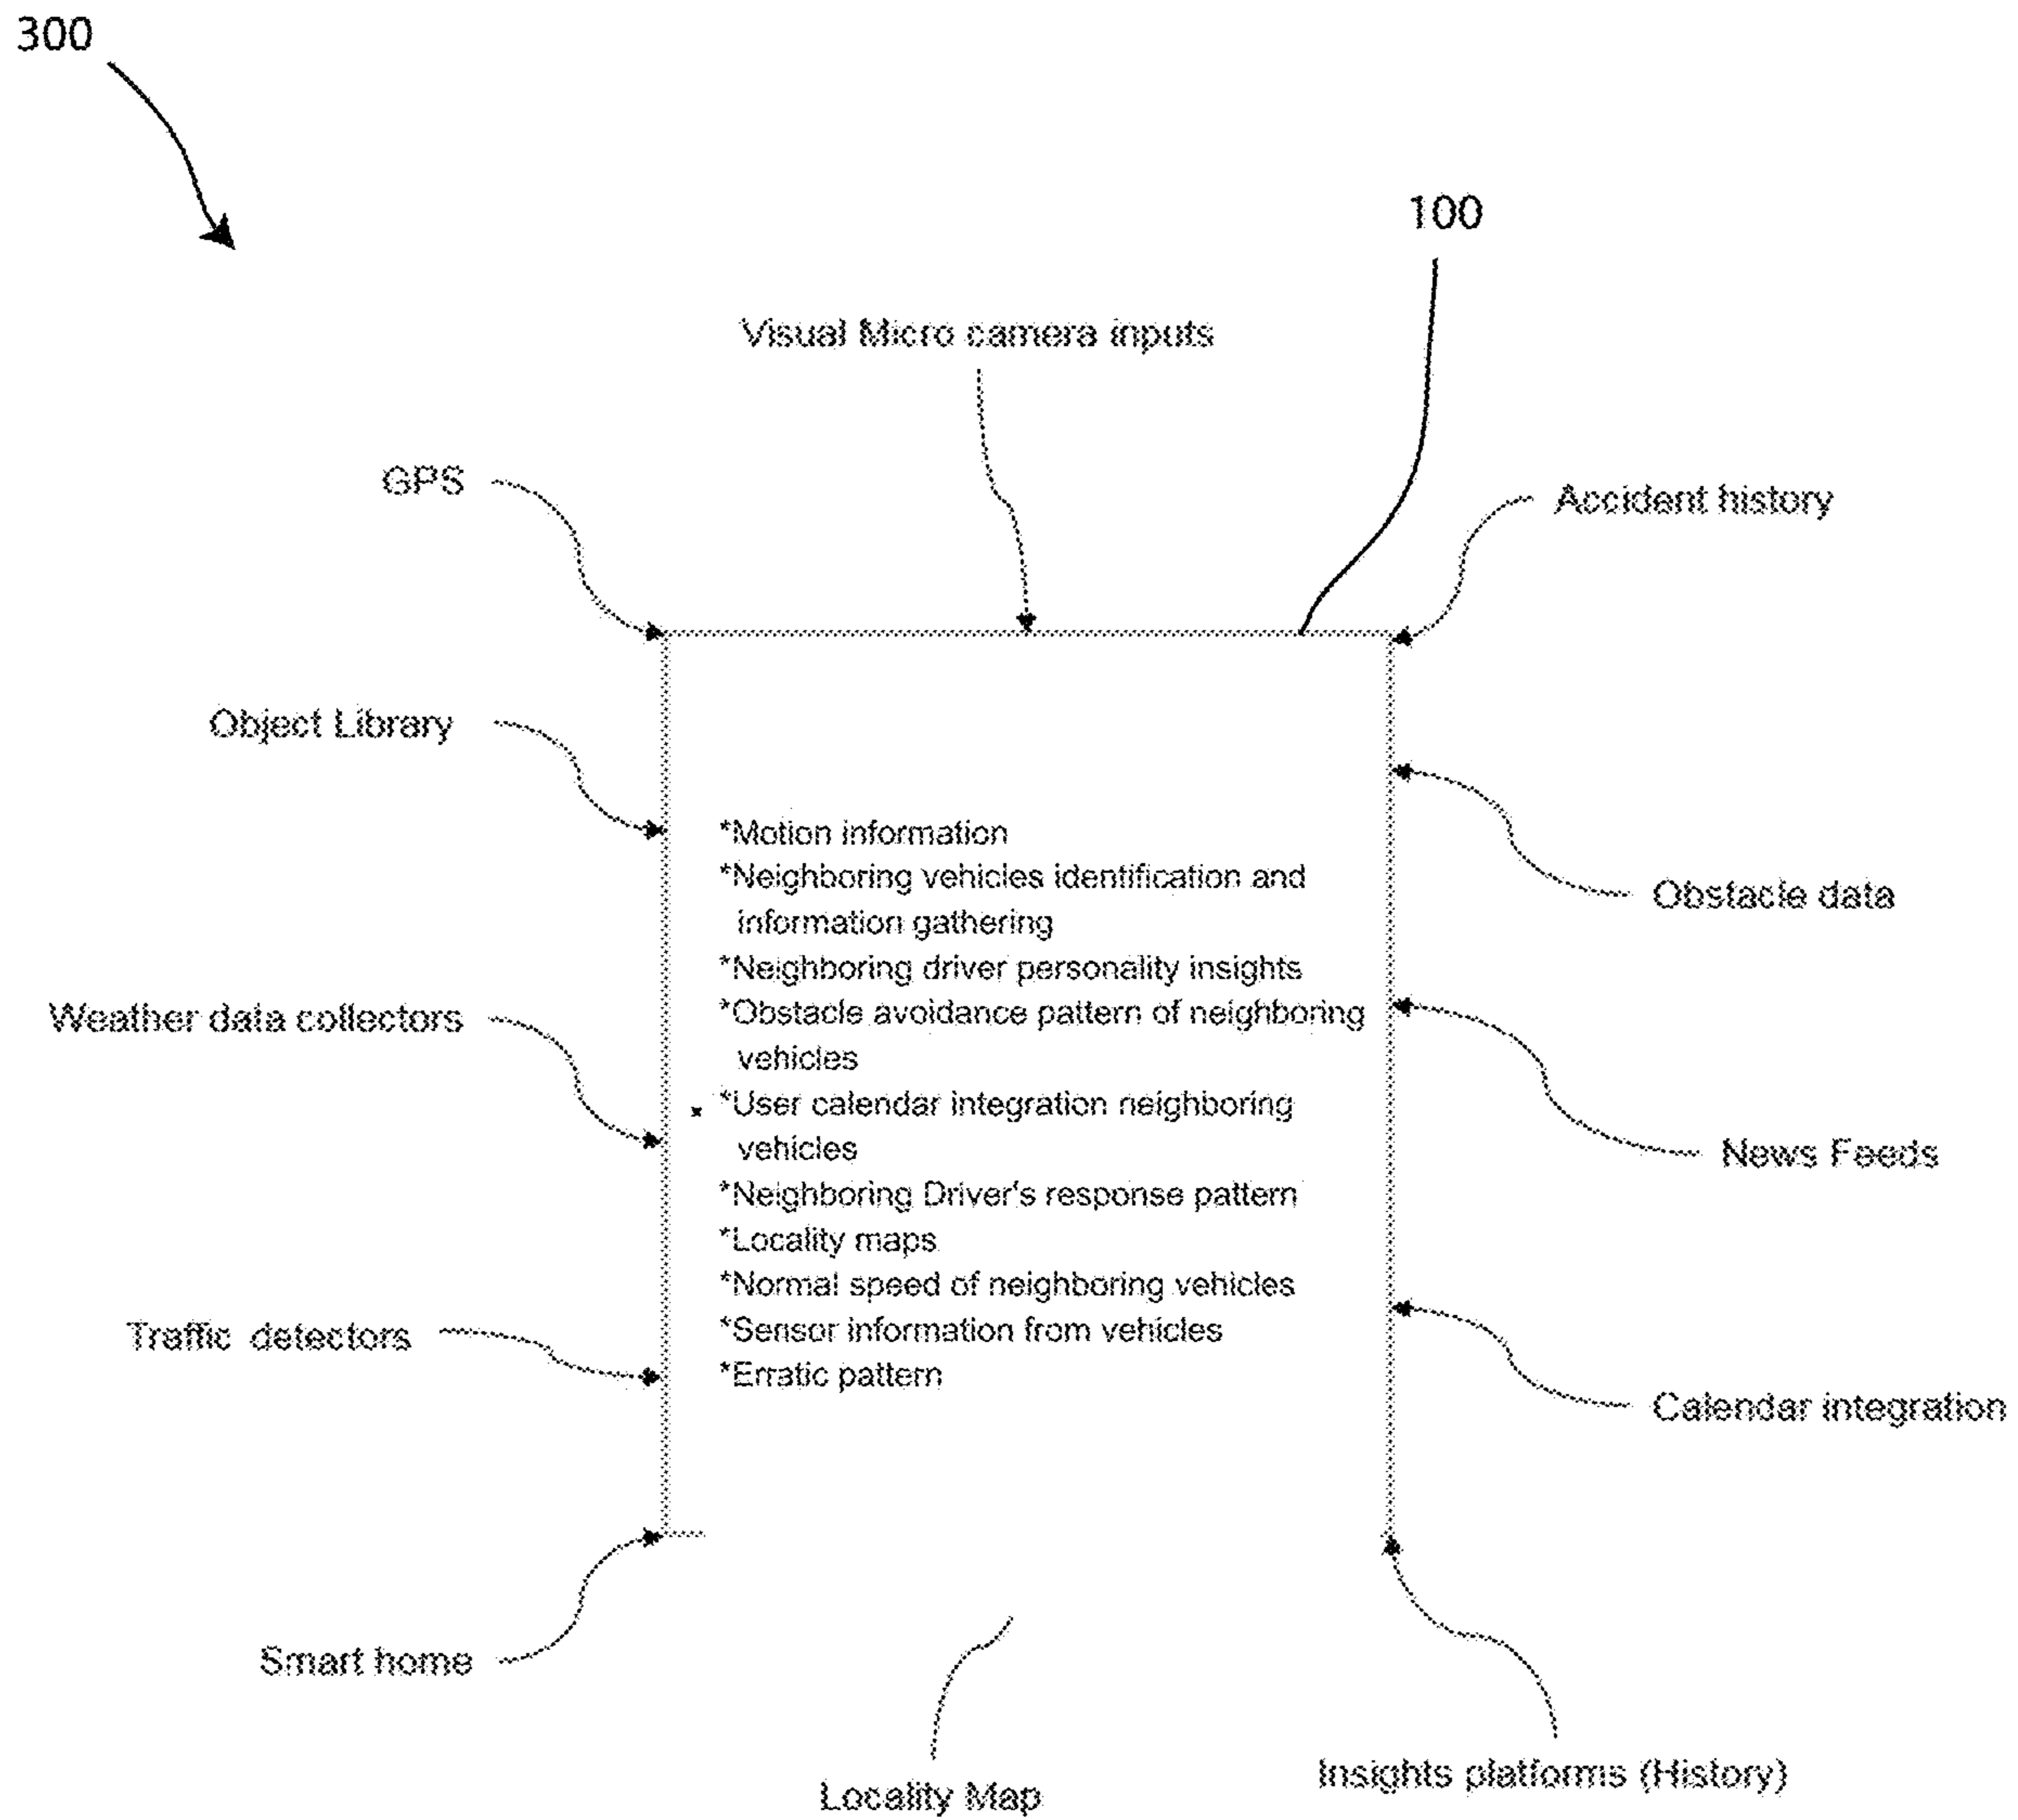 300
100
Visual Micro camera inputs
GPS
Accident history
Object Library
*Motion information
*Neighboring vehicles identification and
information gathering
Obstacle data
*Neighboring driver personality insights
*Obstacle avoidance pattern of neighboring
vehicles
Weather data collectors
*User calendar integration neighboring
vehicles
News Feeds
*Neighboring Driver's response pattern
*Locality maps
*Normal speed of neighboring vehicles
*Sensor information from vehicles
*Erratic pattern
Traffic detectors
Calendar integration
Smart home
Locality Map
Insights platforms (History)